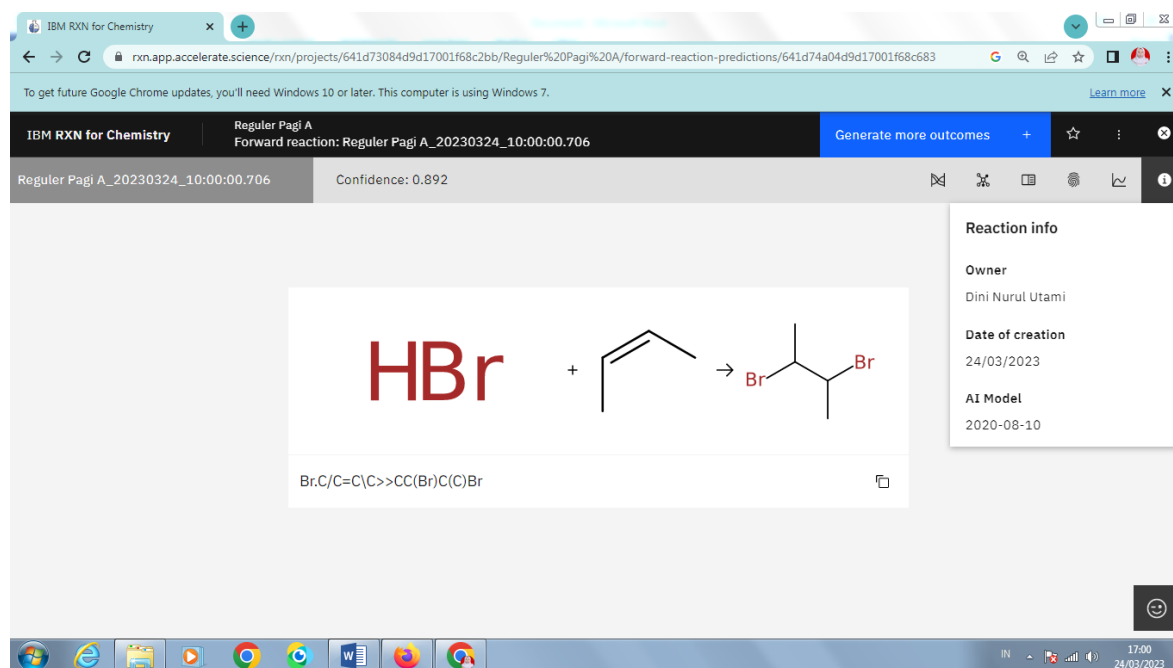 IBM RXN for Chemistry
rxn.app.accelerate.science/rxn/projects/641d73084d9d17001f68c2bb/Reguler%20Pagi%20A/forward-reaction-predictions/641d74a04d9d17001f68c683
To get future Google Chrome updates, you'll need Windows 10 or later. This computer is using Windows 7.
Learn more
IBM RXN for Chemistry
Reguler Pagi A
Forward reaction: Reguler Pagi A_20230324_10:00:00.706
Generate more outcomes
Reguler Pagi A_20230324_10:00:00.706
Confidence: 0.892
Reaction info
Owner
Dini Nurul Utami
Date of creation
24/03/2023
AI Model
2020-08-10
HBr + → Br Br
Br.C/C=C\C>>CC(Br)C(C)Br
IN
17:00
24/03/2023